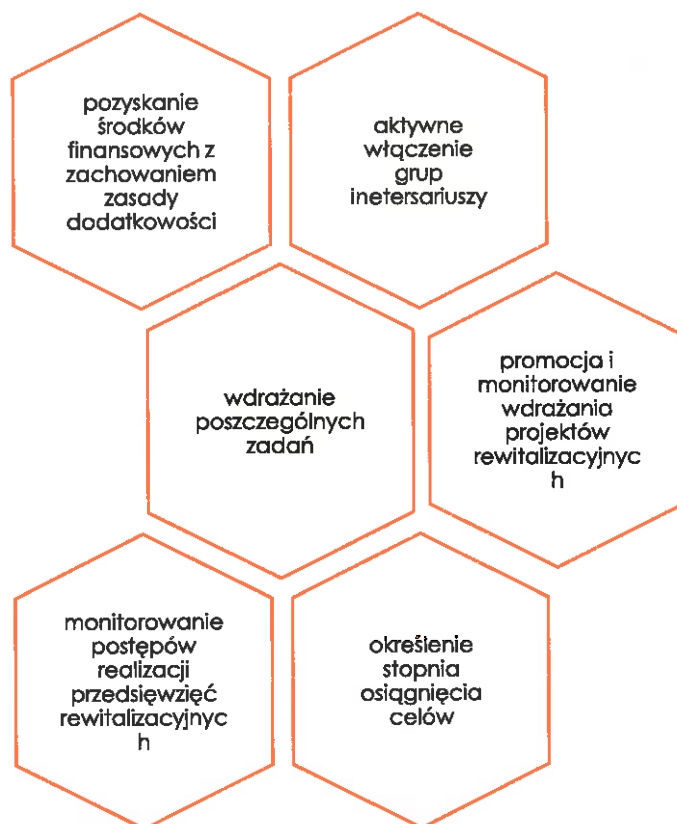 pozyskanie
środków
finansowych z
zachowaniem
zasady
dodatkowości
aktywne
włączenie
grup
inetersariuszy
wdrażanie
poszczególnych
zadań
promocja i
monitorowanie
wdrażania
projektów
rewitalizacyjnyc
h
monitorowanie
postępów
realizacji
przedsięwzięć
rewitalizacyjnyc
h
określenie
stopnia
osiągnięcia
celów